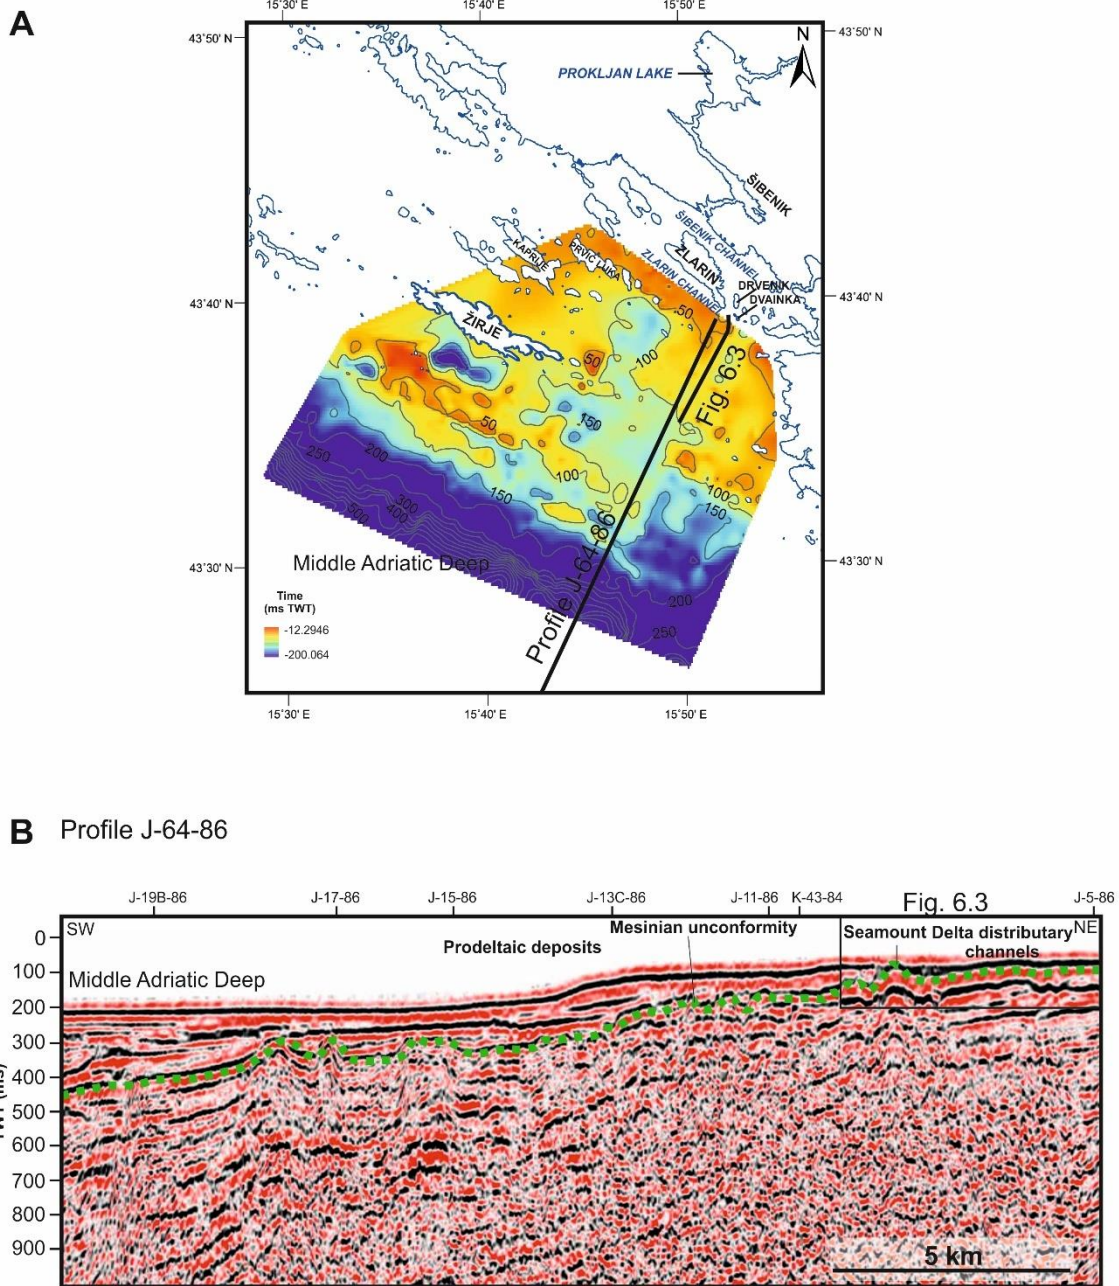 A
15˚30' E
15˚40' E
15˚50' E
43˚50' N
43˚50' N
N
PROKLJAN LAKE
ŠIBENIK
ŠIBENIK CHANNEL
KAPRIJE
PRVIĆ LUKA
ZLARIN
ZLARIN CHANNEL
DRVENIK
DVAINKA
43˚40' N
43˚40' N
ŽIRJE
50
50
100
Fig. 6.3
150
50
100
100
150
150
200
250
300
400
500
Profile J-64-86
43˚30' N
43˚30' N
Middle Adriatic Deep
200
250
Time
(ms TWT)
-12.2946
-200.064
15˚30' E
15˚40' E
15˚50' E
B Profile J-64-86
J-19B-86
J-17-86
J-15-86
J-13C-86
J-11-86
K-43-84
Fig. 6.3
J-5-86
SW
NE
Mesinian unconformity
Seamount Delta distributary
channels
Prodeltaic deposits
Middle Adriatic Deep
0
100
200
300
400
500
600
700
800
900
TWT (ms)
5 km